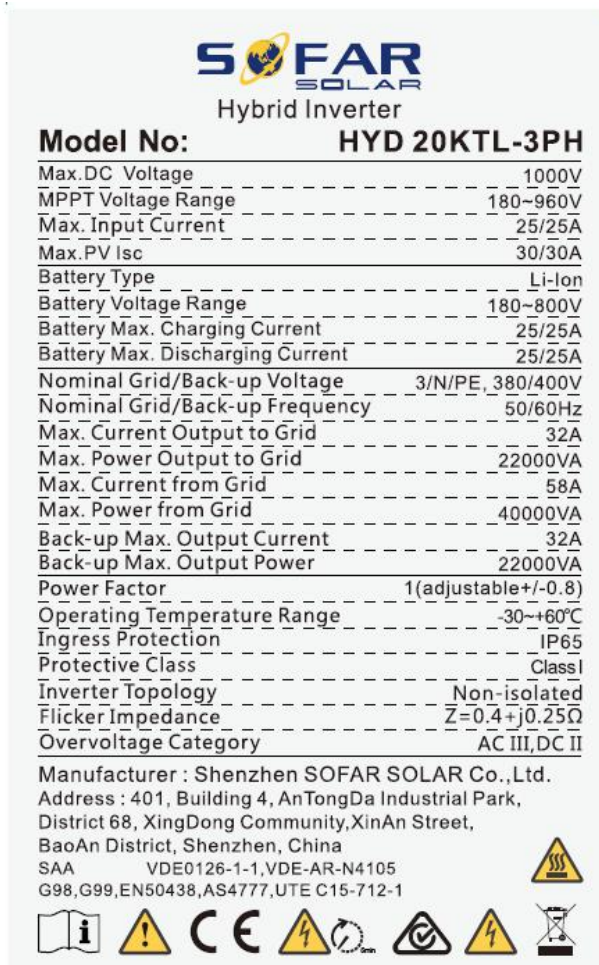 SOFAR
SOLAR
Hybrid Inverter
Model No: HYD 20KTL-3PH
Max.DC Voltage 1000V
MPPT Voltage Range 180~960V
Max. Input Current 25/25A
Max.PV Isc 30/30A
Battery Type Li-Ion
Battery Voltage Range 180~800V
Battery Max. Charging Current 25/25A
Battery Max. Discharging Current 25/25A
Nominal Grid/Back-up Voltage 3/N/PE, 380/400V
Nominal Grid/Back-up Frequency 50/60Hz
Max. Current Output to Grid 32A
Max. Power Output to Grid 22000VA
Max. Current from Grid 58A
Max. Power from Grid 40000VA
Back-up Max. Output Current 32A
Back-up Max. Output Power 22000VA
Power Factor 1(adjustable+/-0.8)
Operating Temperature Range -30~+60℃
Ingress Protection IP65
Protective Class Class I
Inverter Topology Non-isolated
Flicker Impedance Z=0.4+j0.25Ω
Overvoltage Category AC III,DC II
Manufacturer : Shenzhen SOFAR SOLAR Co.,Ltd.
Address : 401, Building 4, AnTongDa Industrial Park,
District 68, XingDong Community,XinAn Street,
BaoAn District, Shenzhen, China
SAA VDE0126-1-1,VDE-AR-N4105
G98,G99,EN50438,AS4777,UTE C15-712-1
i CE 5min